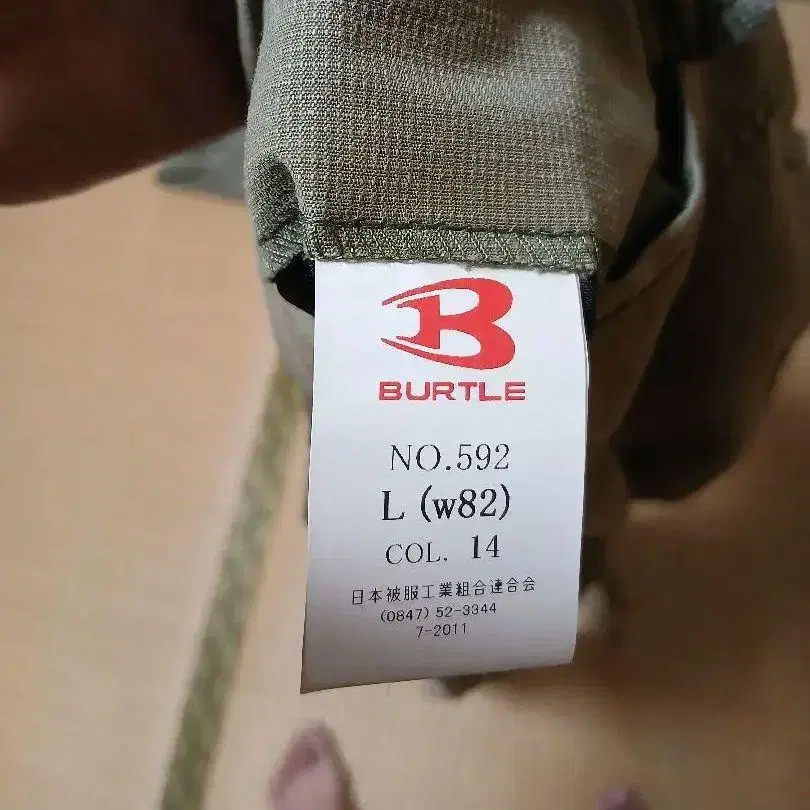 BURTLE
NO.592
L (w82)
COL. 14
日本被服工業組合連合会
(0847) 52-3344
7-2011